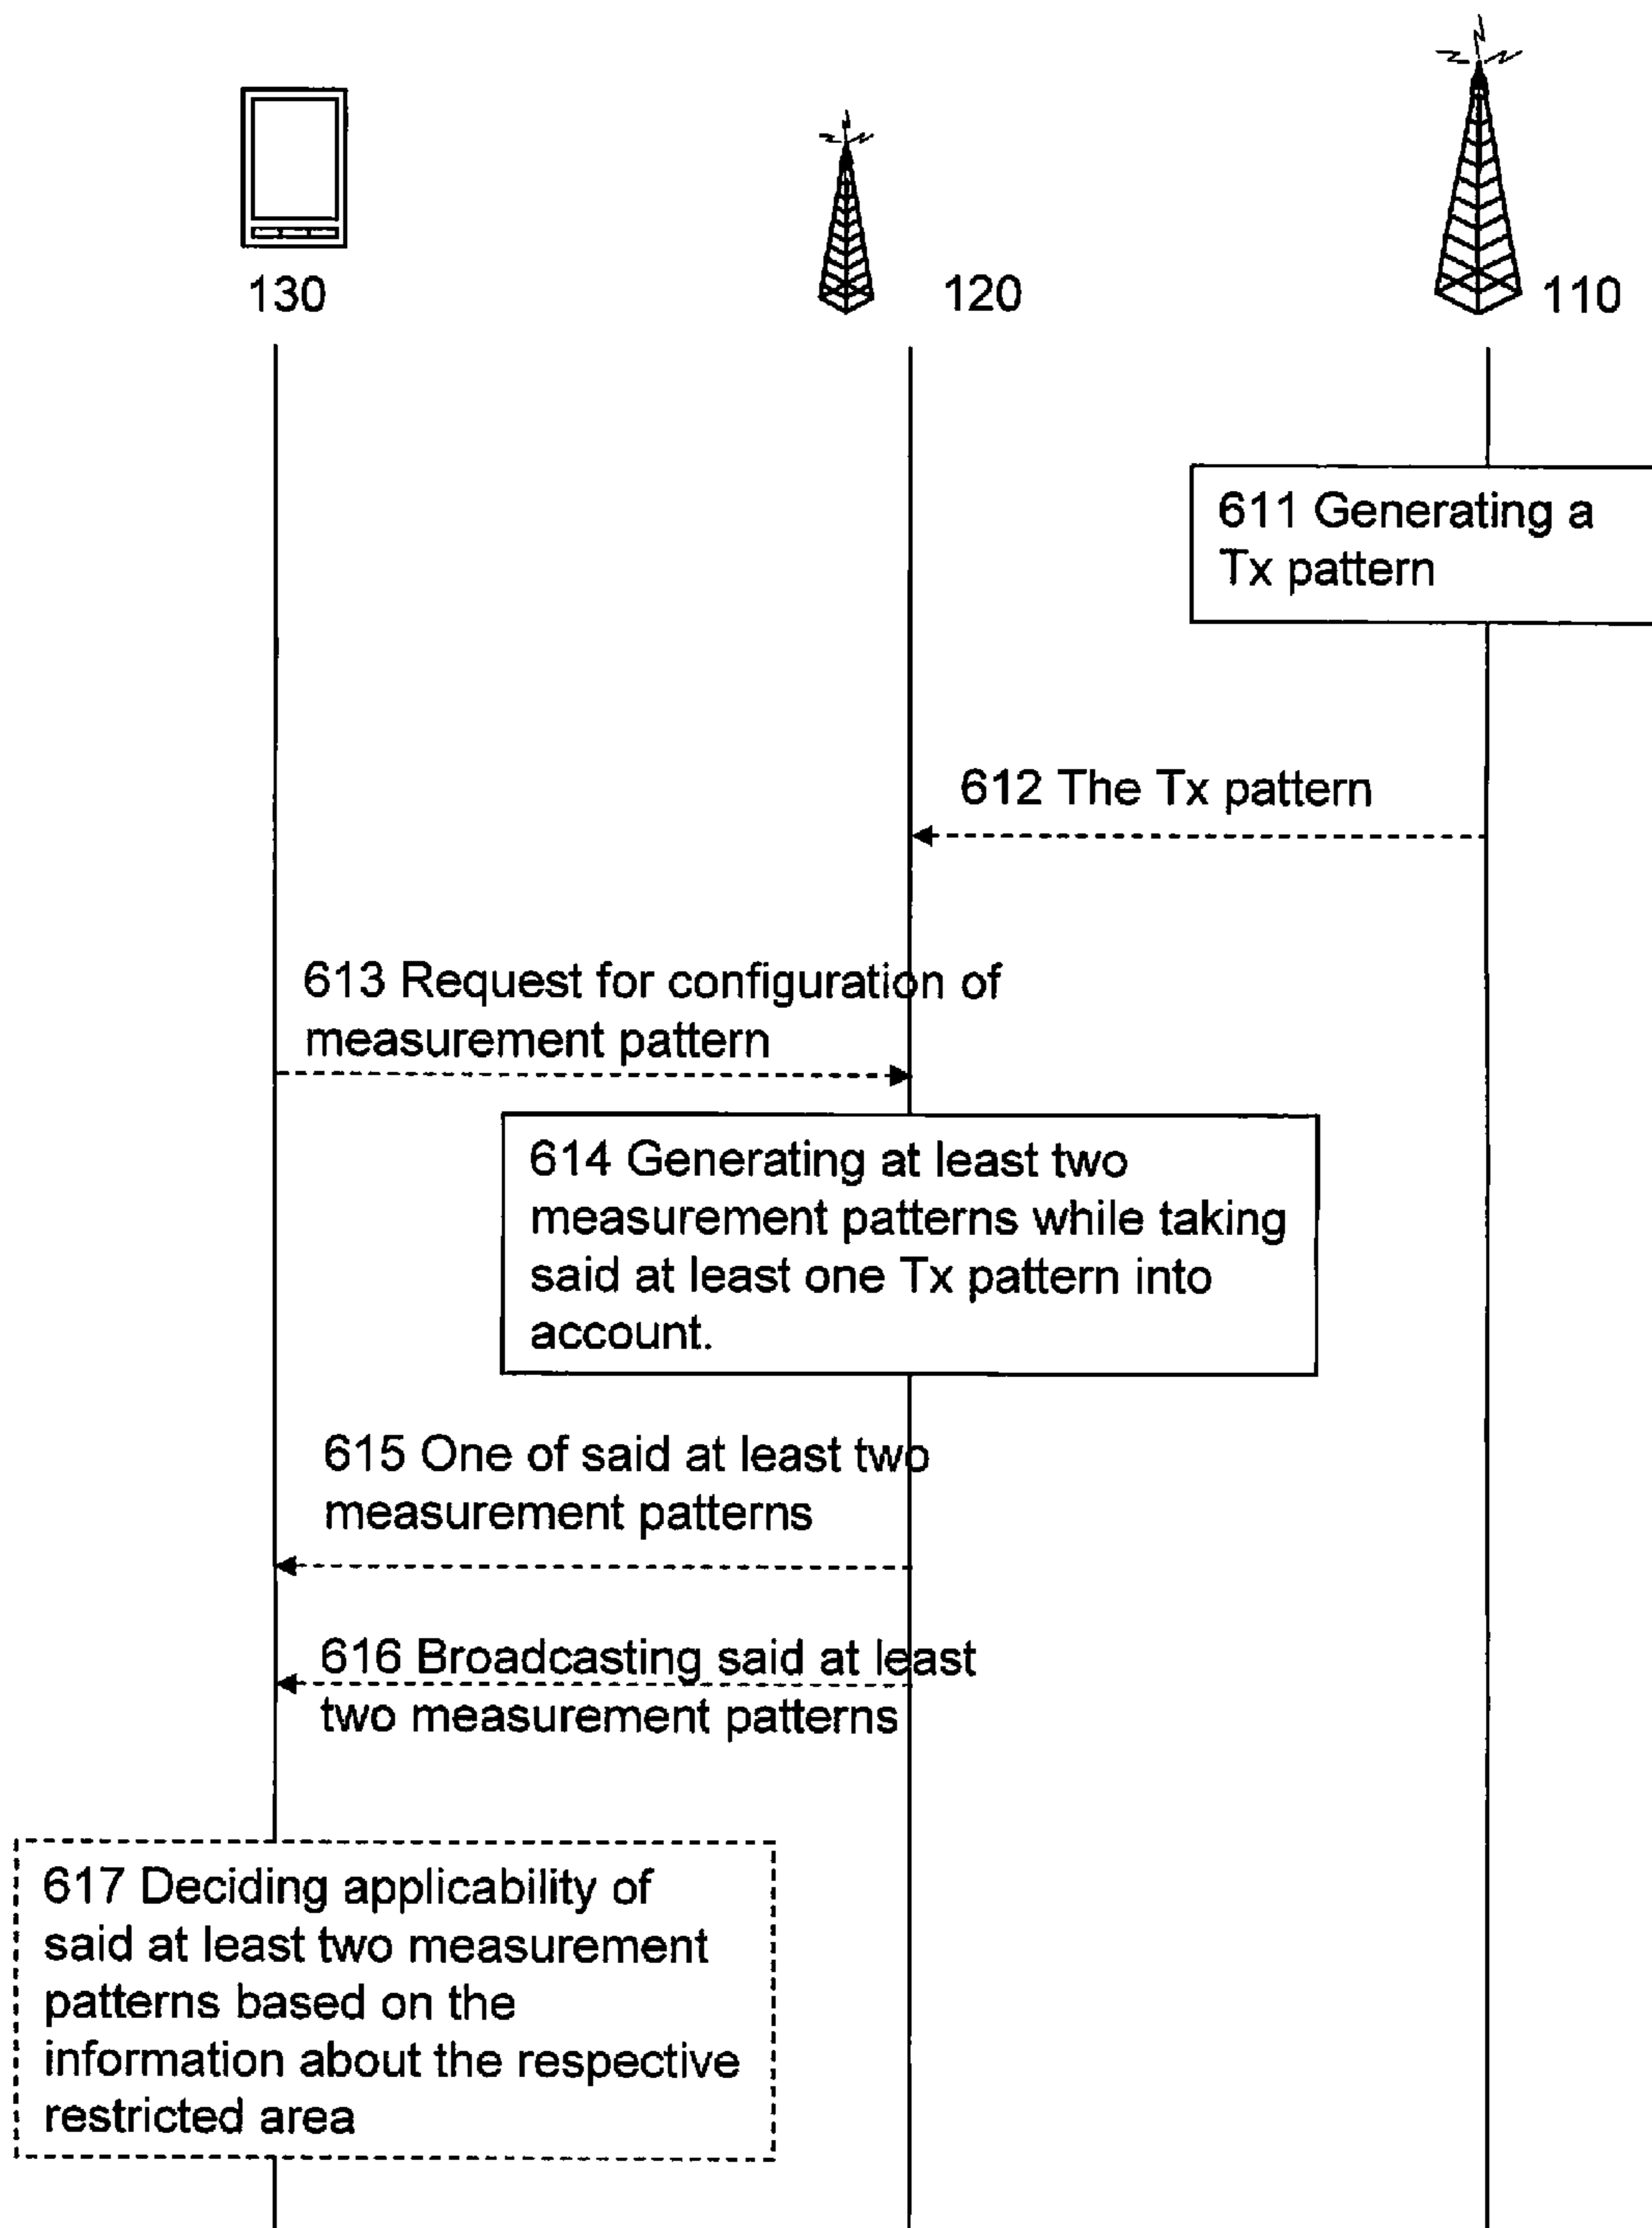 130
120
110
611 Generating a
Tx pattern
612 The Tx pattern
613 Request for configuration of
measurement pattern
614 Generating at least two
measurement patterns while taking
said at least one Tx pattern into
account.
615 One of said at least two
measurement patterns
616 Broadcasting said at least
two measurement patterns
617 Deciding applicability of
said at least two measurement
patterns based on the
information about the respective
restricted area